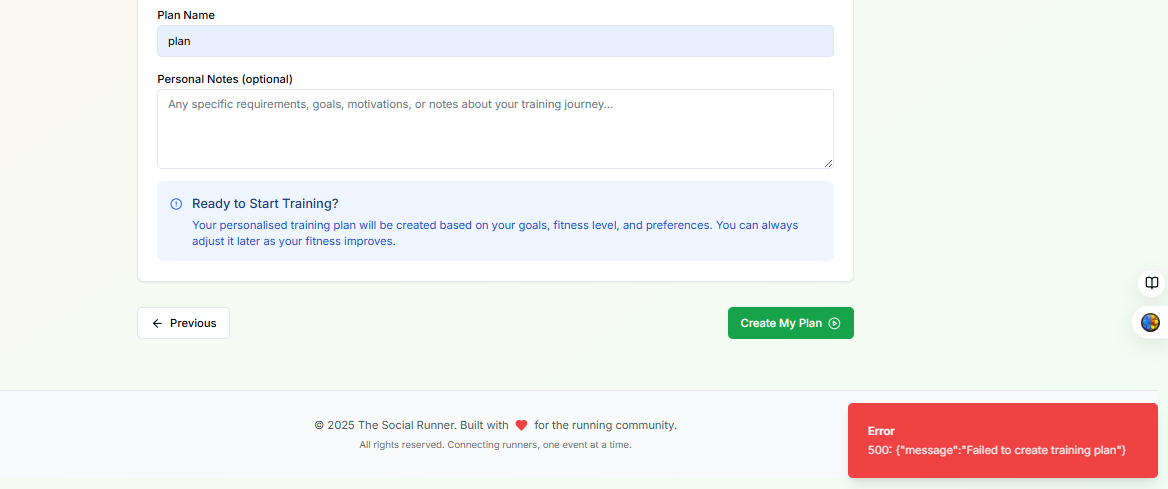 Plan Name
plan
Personal Notes (optional)
Any specific requirements, goals, motivations, or notes about your training journey...
Ready to Start Training?
Your personalised training plan will be created based on your goals, fitness level, and preferences. You can always
adjust it later as your fitness improves.
Previous
Create My Plan
© 2025 The Social Runner. Built with ❤ for the running community.
All rights reserved. Connecting runners, one event at a time.
Error
500: {"message":"Failed to create training plan"}